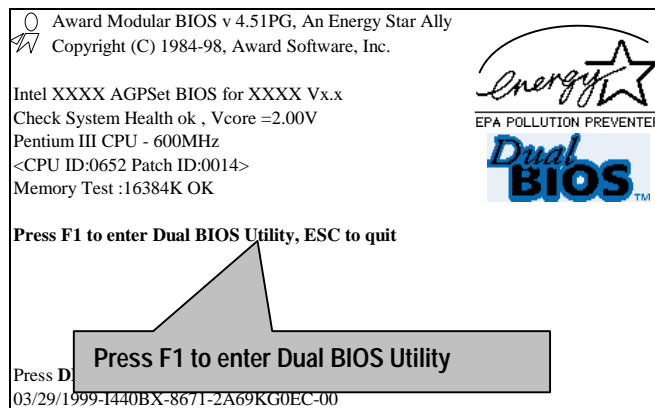 Award Modular BIOS v 4.51PG, An Energy Star Ally
Copyright (C) 1984-98, Award Software, Inc.
energy
EPA POLLUTION PREVENTER
Dual
BIOS
TM
Intel XXXX AGPSet BIOS for XXXX Vx.x
Check System Health ok , Vcore =2.00V
Pentium III CPU - 600MHz
<CPU ID:0652 Patch ID:0014>
Memory Test :16384K OK
Press F1 to enter Dual BIOS Utility, ESC to quit
Press F1 to enter Dual BIOS Utility
Press
03/29/1999-I440BX-8671-2A69KG0EC-00